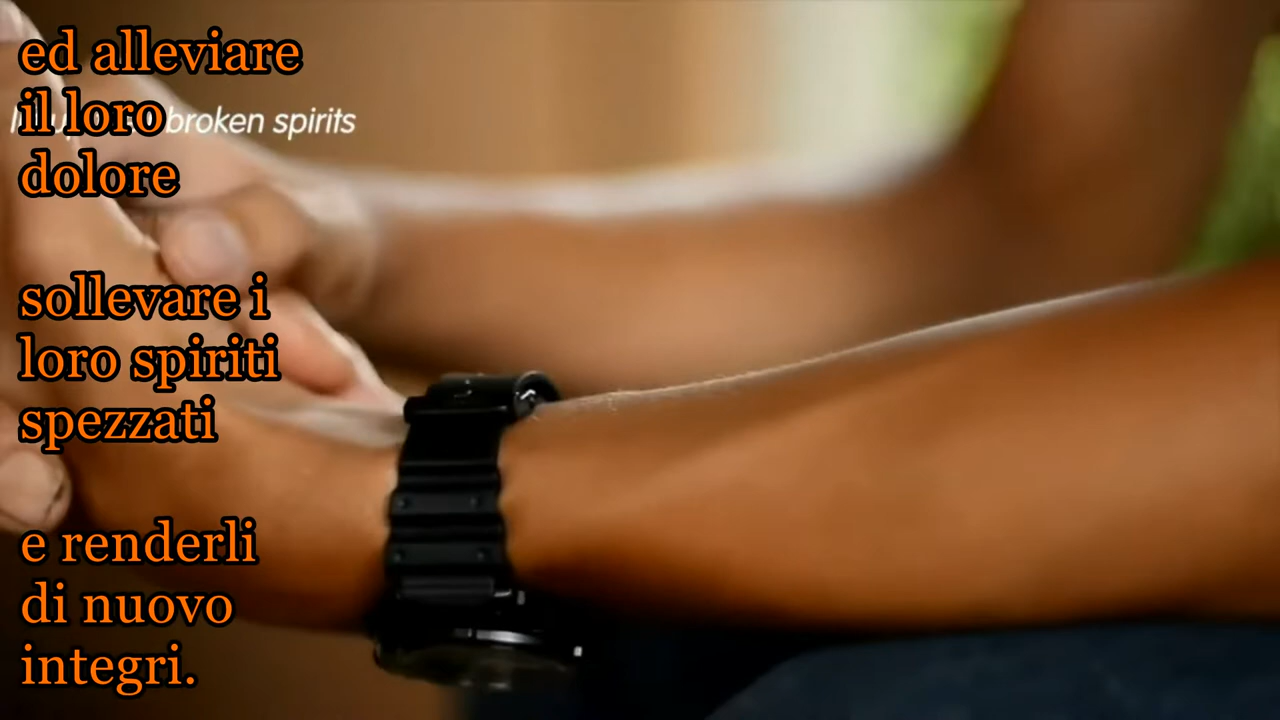 ed alleviare
il loro
broken spirits
dolore
sollevare i
loro spiriti
spezzati
e renderli
di nuovo
integri.